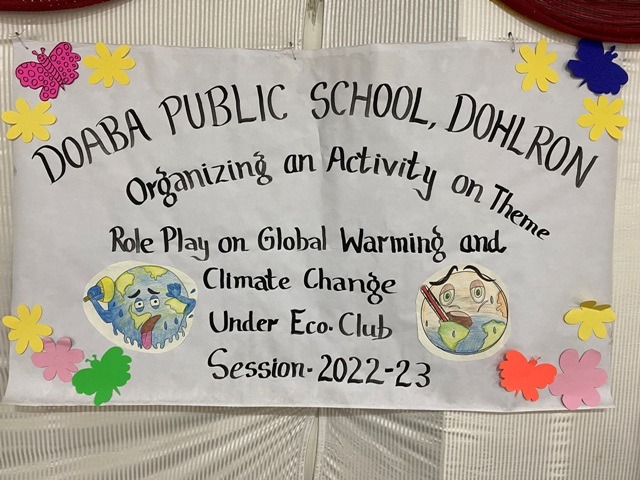 DOABA PUBLIC SCHOOL, DOHLRON
Organizing an Activity on Theme
Role Play on Global Warming and
Climate Change
Under Eco. Club
Session-2022-23